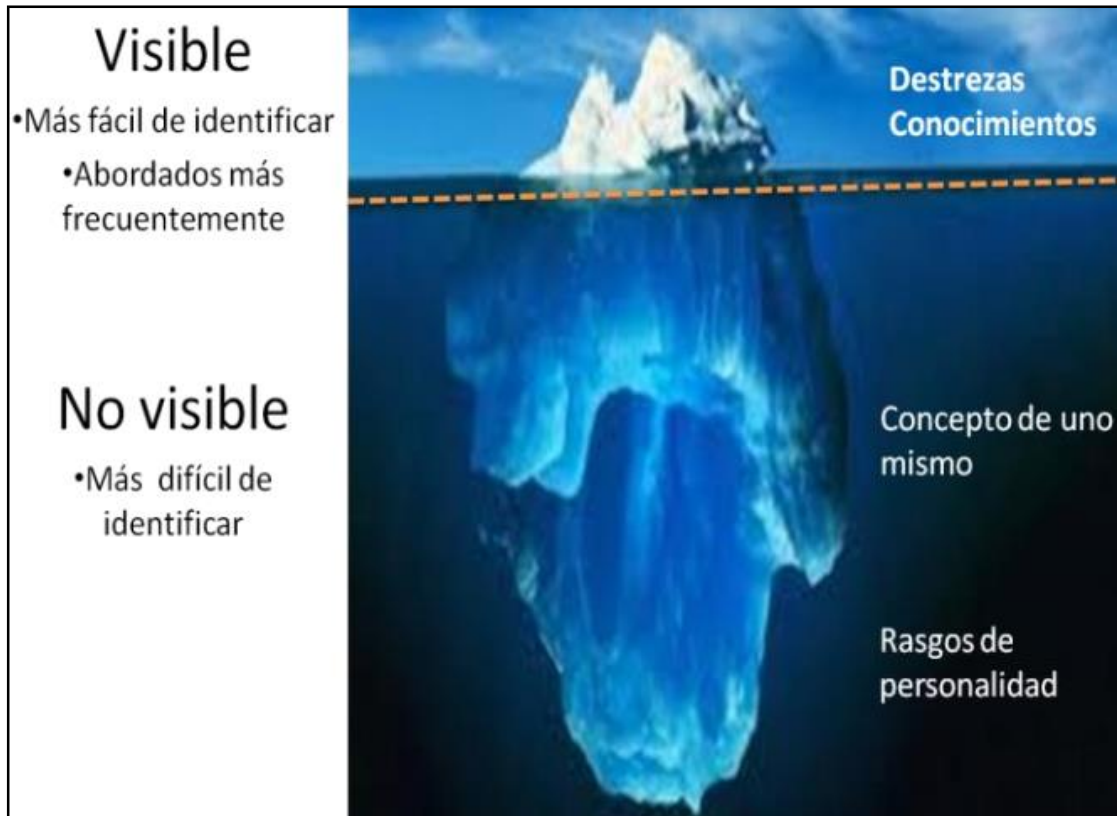 Visible
•Más fácil de identificar
•Abordados más
frecuentemente
No visible
•Más difícil de
identificar
Destrezas
Conocimientos
Concepto de uno
mismo
Rasgos de
personalidad